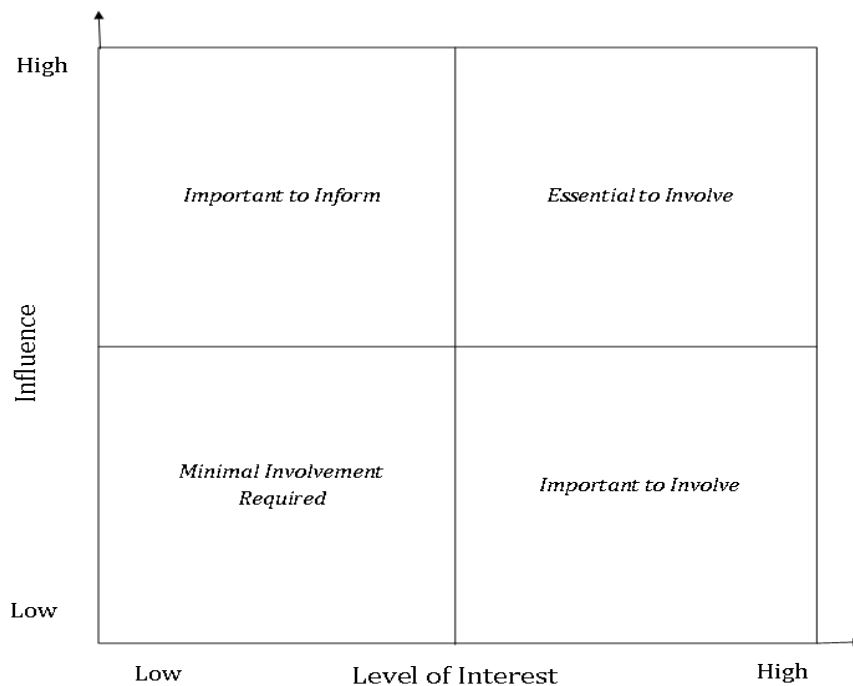 High
Important to Inform
Essential to Involve
Influence
Minimal Involvement
Required
Important to Involve
Low
Low
Level of Interest
High